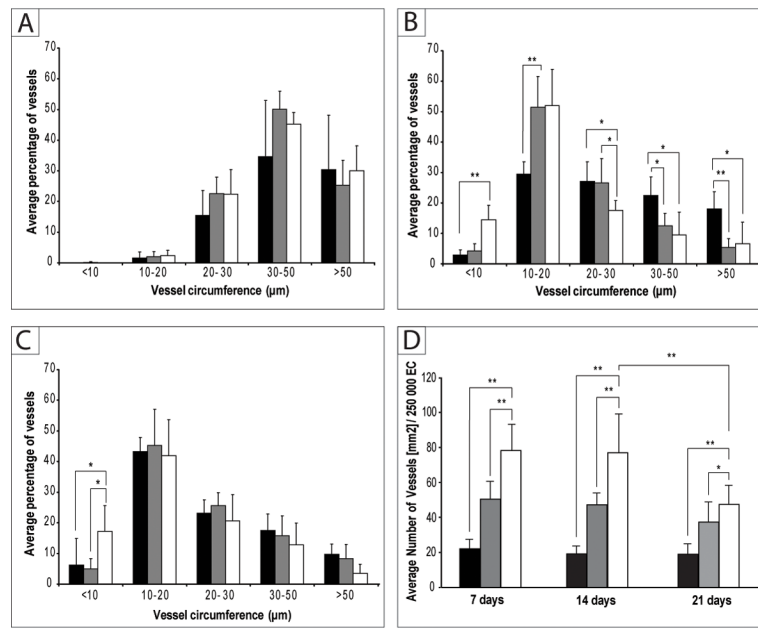 A
70
60
50
40
30
20
10
0
Average percentage of vessels
<10 10-20 20-30 30-50 >50
Vessel circumference (µm)
B
70
60
50
40
30
20
10
0
Average percentage of vessels
** ** * * * * * **
<10 10-20 20-30 30-50 >50
Vessel circumference (µm)
C
70
60
50
40
30
20
10
0
Average percentage of vessels
* *
<10 10-20 20-30 30-50 >50
Vessel circumference (µm)
D
120
100
80
60
40
20
0
Average Number of Vessels [mm2]/ 250 000 EC
** ** ** ** ** ** *
7 days 14 days 21 days